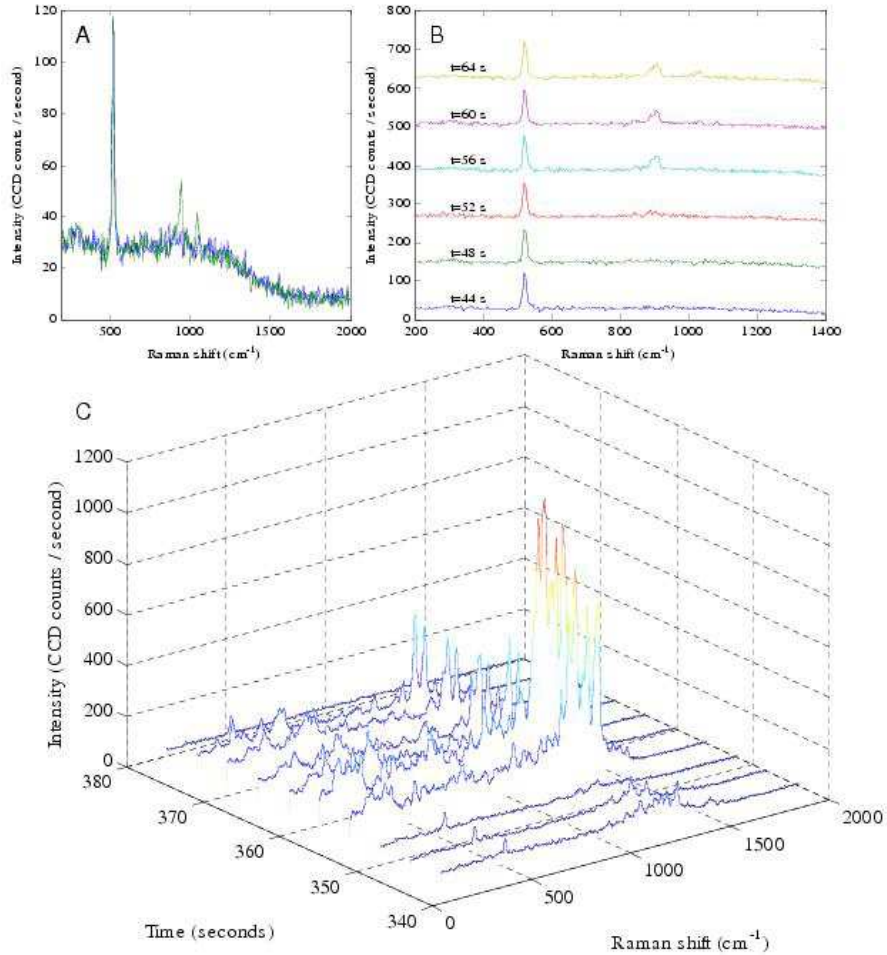 A
Intensity (CCD counts / second)
120
100
80
60
40
20
0
500
1000
1500
2000
Raman shift (cm⁻¹)
B
Intensity (CCD counts / second)
800
700
600
500
400
300
200
100
0
t=64 s
t=60 s
t=56 s
t=52 s
t=48 s
t=44 s
200
400
600
800
1000
1200
1400
Raman shift (cm⁻¹)
C
Intensity (CCD counts / second)
1200
1000
800
600
400
200
0
380
370
360
350
340
Time (seconds)
0
500
1000
1500
2000
Raman shift (cm⁻¹)